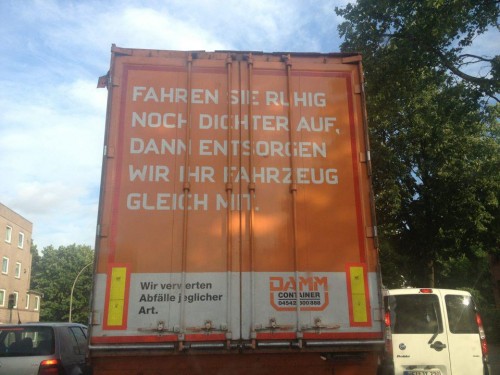 FAHREN SIE RUHIG
NOCH DICHTER AUF,
DANN ENTSORGEN
WIR IHR FAHRZEUG
GLEICH MIT.
Wir verwerten
Abfälle jeglicher
Art.
DAMM
CONTAINER